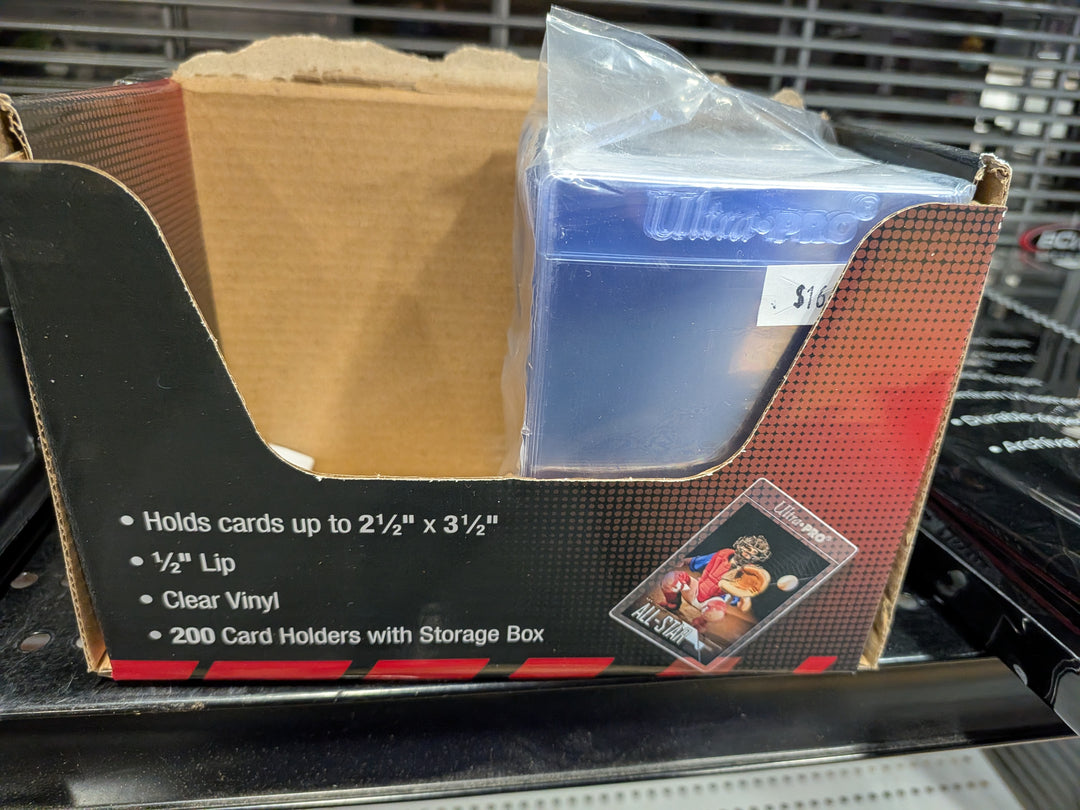 Ultra•PRO®
$16
• Holds cards up to 2½" x 3½"
• ½" Lip
• Clear Vinyl
• 200 Card Holders with Storage Box
Ultra•PRO®
ALL-STAR